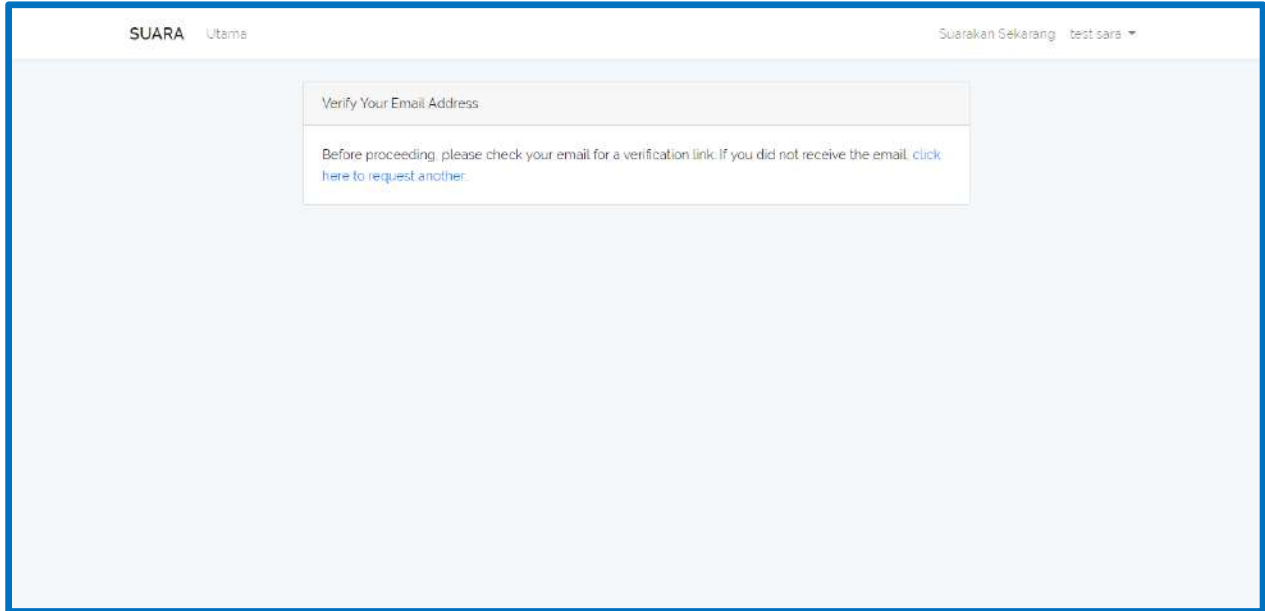 SUARA Utama Suarakan Sekarang test sara
Verify Your Email Address
Before proceeding, please check your email for a verification link. If you did not receive the email, click
here to request another.